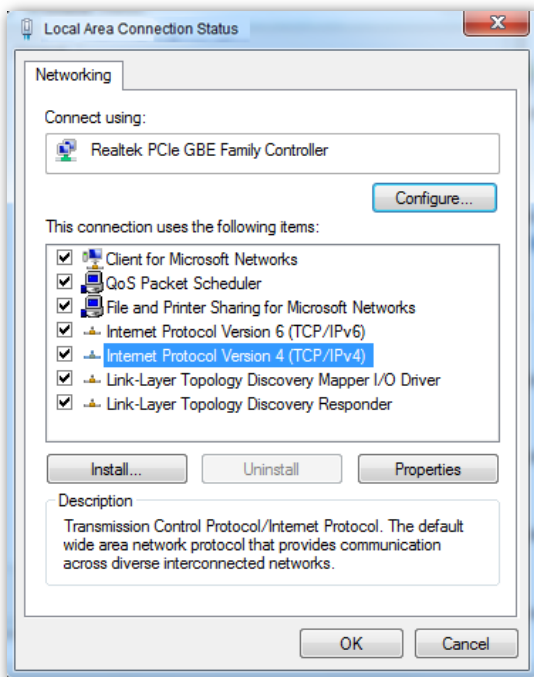 Local Area Connection Status
Networking
Connect using:
Realtek PCIe GBE Family Controller
Configure...
This connection uses the following items:
Client for Microsoft Networks
QoS Packet Scheduler
File and Printer Sharing for Microsoft Networks
Internet Protocol Version 6 (TCP/IPv6)
Internet Protocol Version 4 (TCP/IPv4)
Link-Layer Topology Discovery Mapper I/O Driver
Link-Layer Topology Discovery Responder
Install... Uninstall Properties
Description
Transmission Control Protocol/Internet Protocol. The default
wide area network protocol that provides communication
across diverse interconnected networks.
OK Cancel